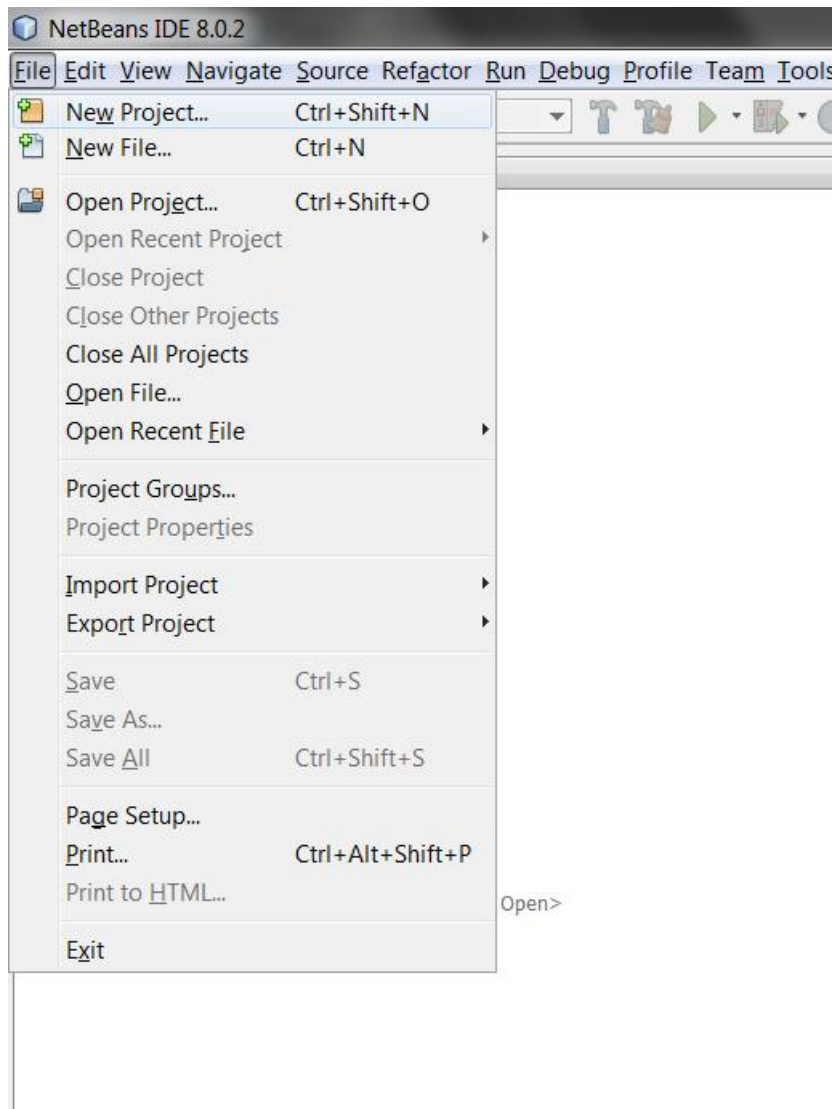 NetBeans IDE 8.0.2
File Edit View Navigate Source Refactor Run Debug Profile Team Tools
New Project... Ctrl+Shift+N
New File... Ctrl+N
Open Project... Ctrl+Shift+O
Open Recent Project
Close Project
Close Other Projects
Close All Projects
Open File...
Open Recent File
Project Groups...
Project Properties
Import Project
Export Project
Save Ctrl+S
Save As...
Save All Ctrl+Shift+S
Page Setup...
Print... Ctrl+Alt+Shift+P
Print to HTML...
Open>
Exit